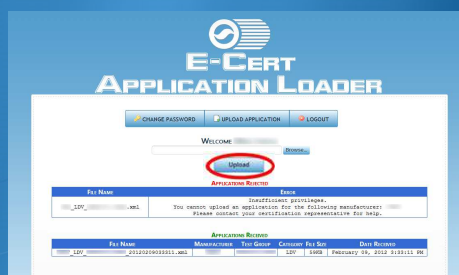 E-CERT
APPLICATION LOADER
CHANGE PASSWORD UPLOAD APPLICATION LOGOUT
WELCOME
Browse...
Upload
APPLICATIONS REJECTED
FILE NAME ERROR
Insufficient privileges.
_LDV_ .xml You cannot upload an application for the following manufacturer:
Please contact your certification representative for help.
APPLICATIONS RECEIVED
FILE NAME MANUFACTURER TEST GROUP CATEGORY FILE SIZE DATE RECEIVED
_LDV_ _20120209033311.xml LDV 59KB February 09, 2012 3:33:11 PM